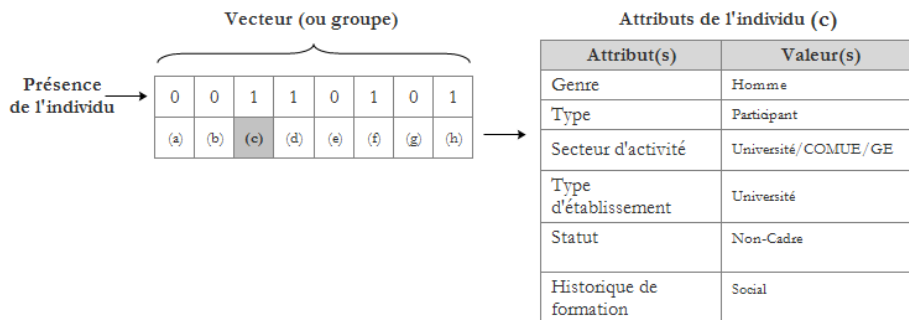 Vecteur (ou groupe)
Présence
de l'individu
0 0 1 1 0 1 0 1
(a) (b) (c) (d) (e) (f) (g) (h)
Attributs de l'individu (c)
Attribut(s) Valeur(s)
Genre Homme
Type Participant
Secteur d'activité Université/COMUE/GE
Type
d'établissement Université
Statut Non-Cadre
Historique de
formation Social